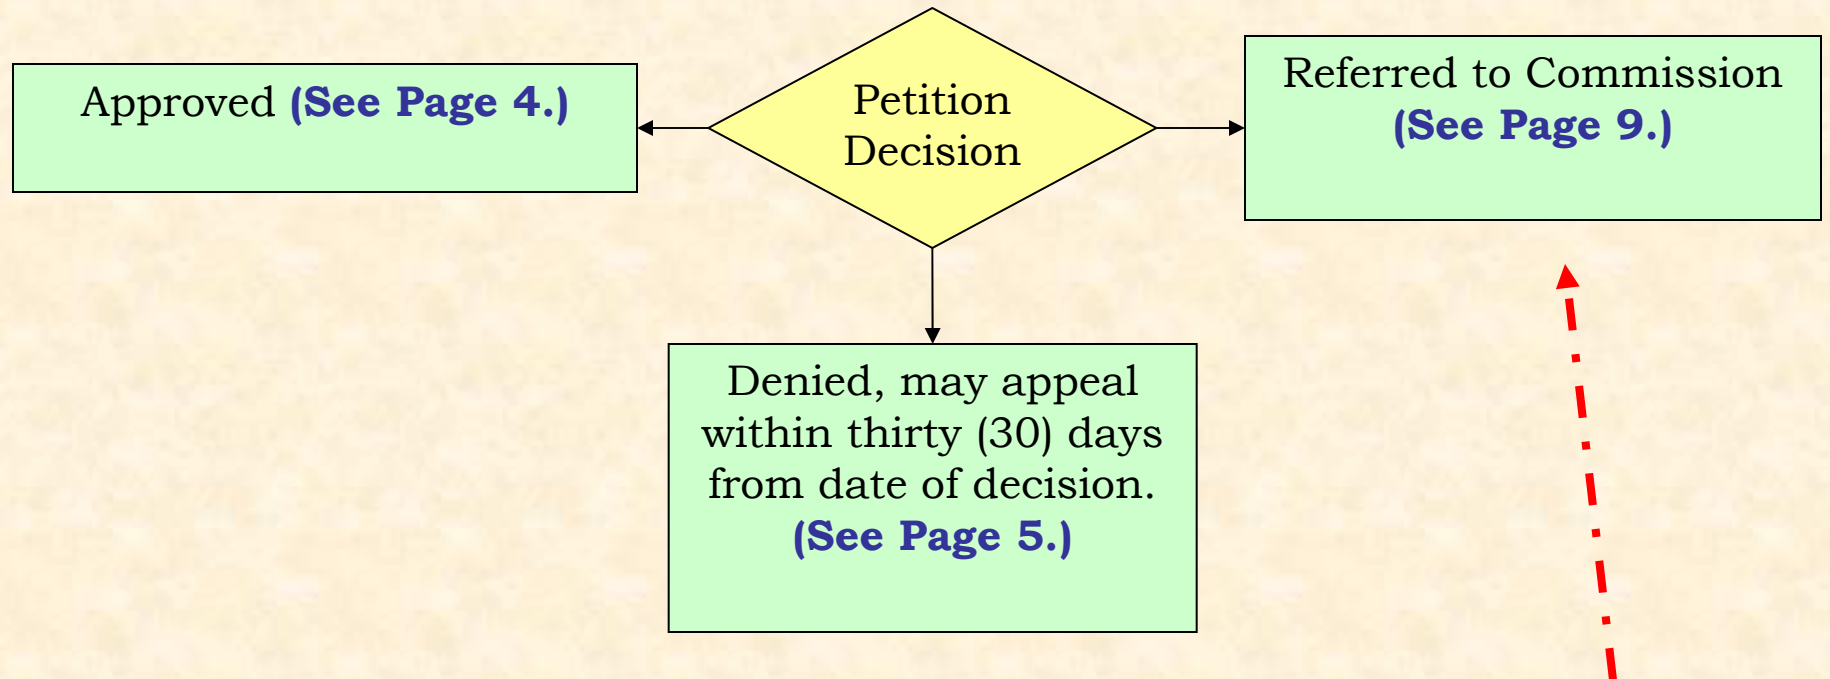 Approved (See Page 4.)
Petition
Decision
Referred to Commission
(See Page 9.)
Denied, may appeal
within thirty (30) days
from date of decision.
(See Page 5.)